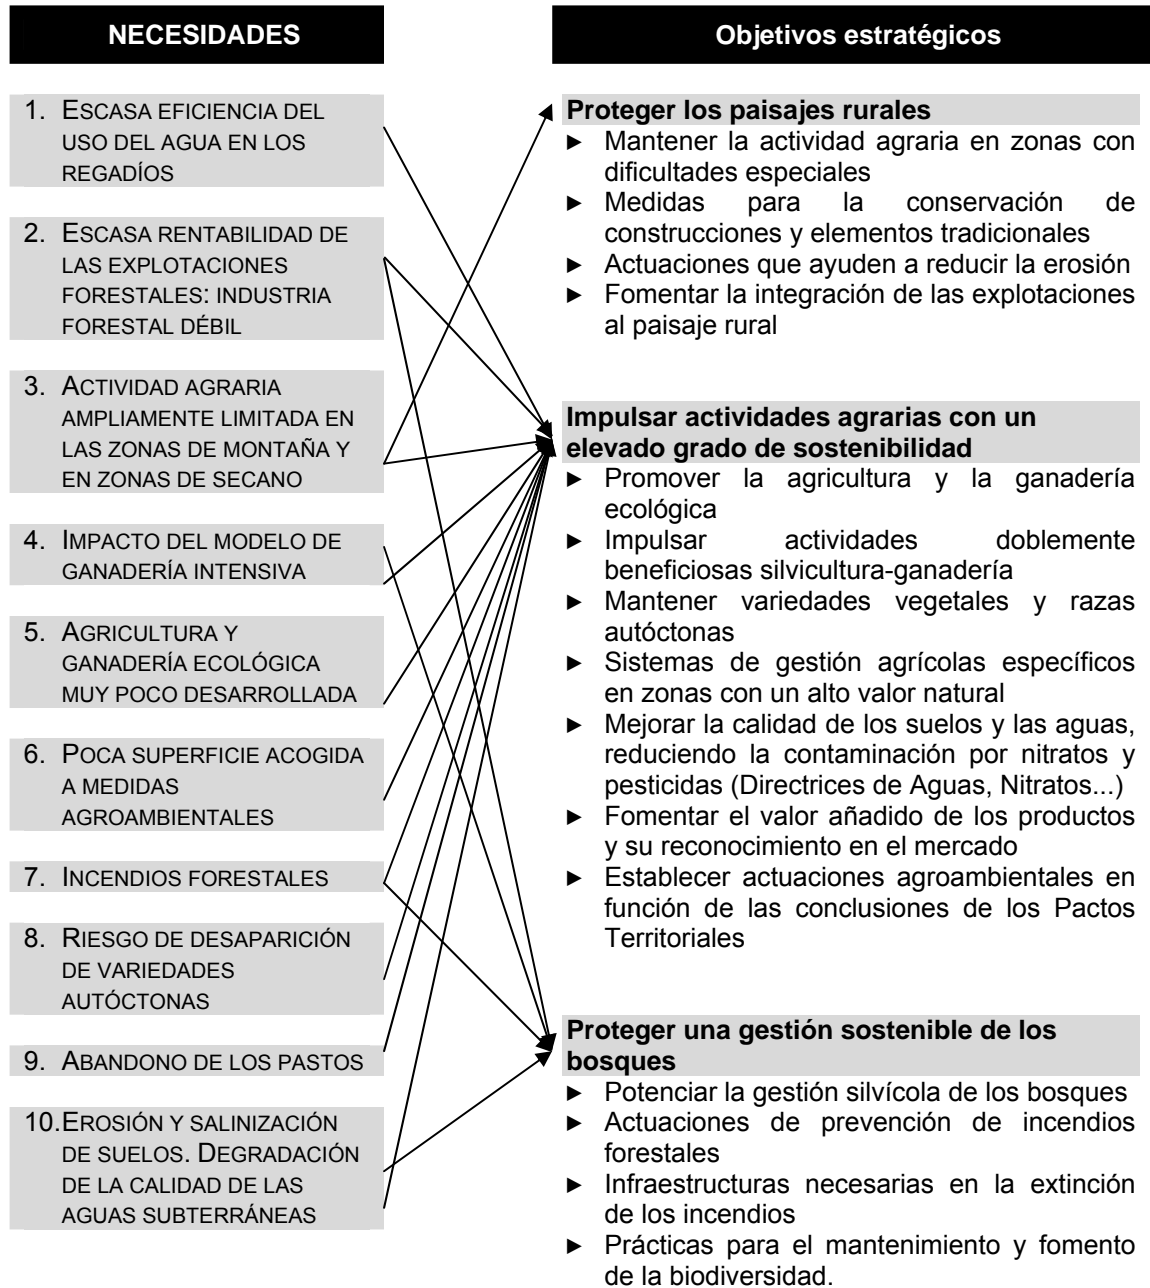 NECESIDADES
1. ESCASA EFICIENCIA DEL
USO DEL AGUA EN LOS
REGADÍOS
2. ESCASA RENTABILIDAD DE
LAS EXPLOTACIONES
FORESTALES: INDUSTRIA
FORESTAL DÉBIL
3. ACTIVIDAD AGRARIA
AMPLIAMENTE LIMITADA EN
LAS ZONAS DE MONTAÑA Y
EN ZONAS DE SECANO
4. IMPACTO DEL MODELO DE
GANADERÍA INTENSIVA
5. AGRICULTURA Y
GANADERÍA ECOLÓGICA
MUY POCO DESARROLLADA
6. POCA SUPERFICIE ACOGIDA
A MEDIDAS
AGROAMBIENTALES
7. INCENDIOS FORESTALES
8. RIESGO DE DESAPARICIÓN
DE VARIEDADES
AUTÓCTONAS
9. ABANDONO DE LOS PASTOS
10. EROSIÓN Y SALINIZACIÓN
DE SUELOS. DEGRADACIÓN
DE LA CALIDAD DE LAS
AGUAS SUBTERRÁNEAS
Objetivos estratégicos
Proteger los paisajes rurales
► Mantener la actividad agraria en zonas con
dificultades especiales
► Medidas para la conservación de
construcciones y elementos tradicionales
► Actuaciones que ayuden a reducir la erosión
► Fomentar la integración de las explotaciones
al paisaje rural
Impulsar actividades agrarias con un
elevado grado de sostenibilidad
► Promover la agricultura y la ganadería
ecológica
► Impulsar actividades doblemente
beneficiosas silvicultura-ganadería
► Mantener variedades vegetales y razas
autóctonas
► Sistemas de gestión agrícolas específicos
en zonas con un alto valor natural
► Mejorar la calidad de los suelos y las aguas,
reduciendo la contaminación por nitratos y
pesticidas (Directrices de Aguas, Nitratos...)
► Fomentar el valor añadido de los productos
y su reconocimiento en el mercado
► Establecer actuaciones agroambientales en
función de las conclusiones de los Pactos
Territoriales
Proteger una gestión sostenible de los
bosques
► Potenciar la gestión silvícola de los bosques
► Actuaciones de prevención de incendios
forestales
► Infraestructuras necesarias en la extinción
de los incendios
► Prácticas para el mantenimiento y fomento
de la biodiversidad.